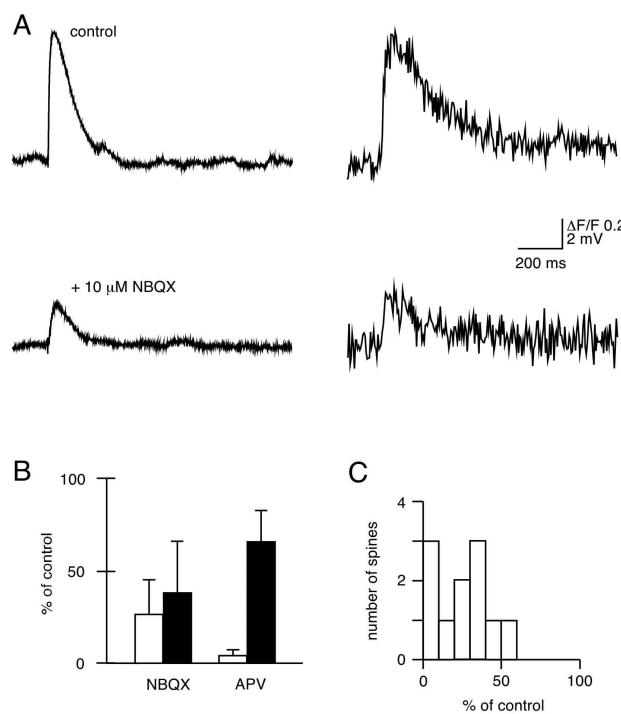 A
control
ΔF/F 0.2
2 mV
200 ms
+ 10 μM NBQX
B
100
50
0
% of control
NBQX
APV
C
4
2
0
number of spines
0
50
100
% of control